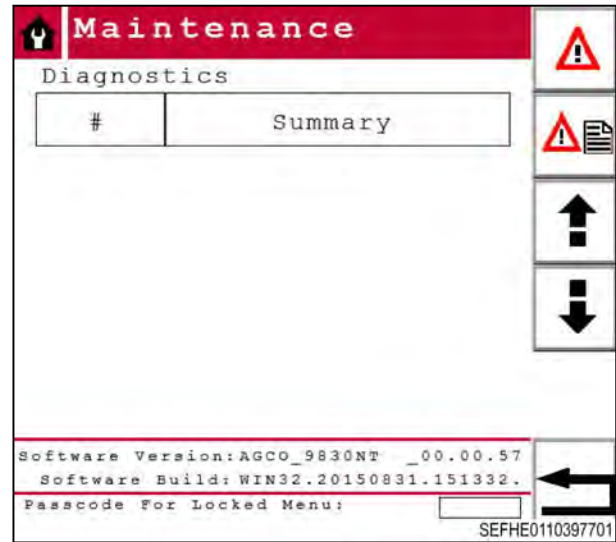 Maintenance
Diagnostics
# Summary
Software Version:AGCO_9830NT _00.00.57
Software Build:WIN32.20150831.151332.
Passcode For Locked Menu:
SEFHE0110397701